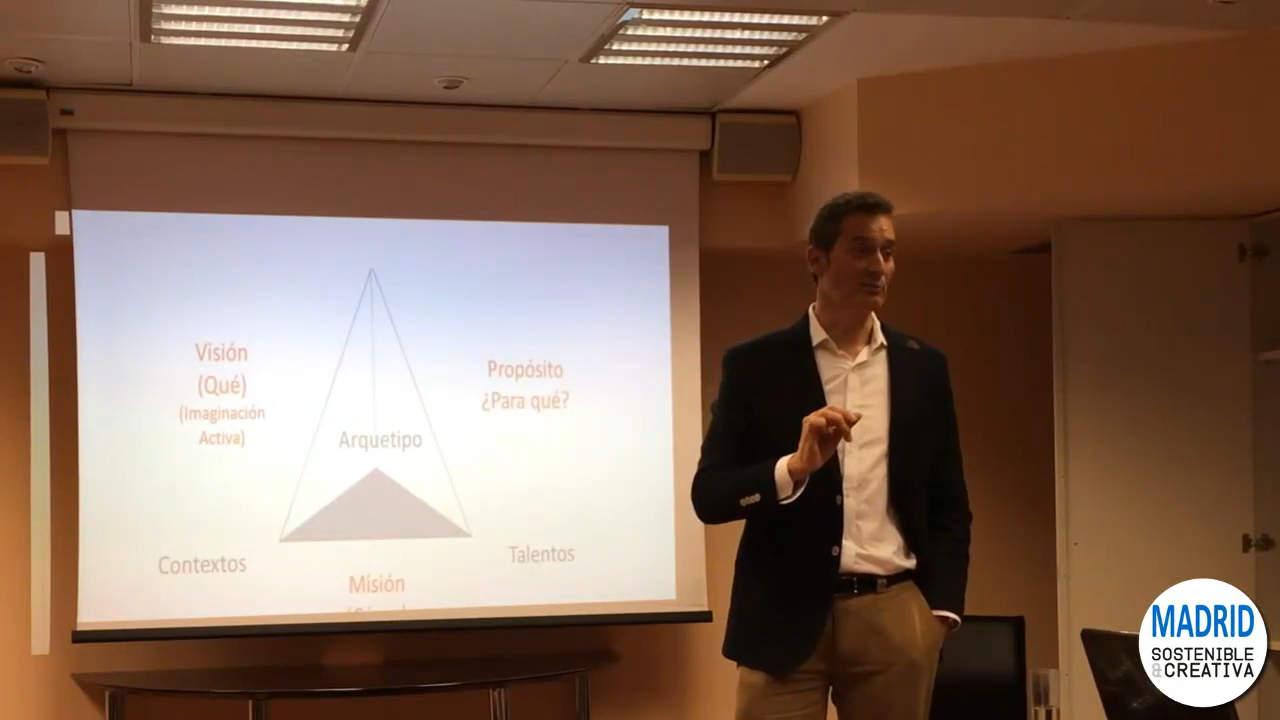 Visión
(Qué)
(Imaginación
Activa)
Propósito
¿Para qué?
Arquetipo
Contextos
Talentos
Misión
MADRID
SOSTENIBLE
&CREATIVA